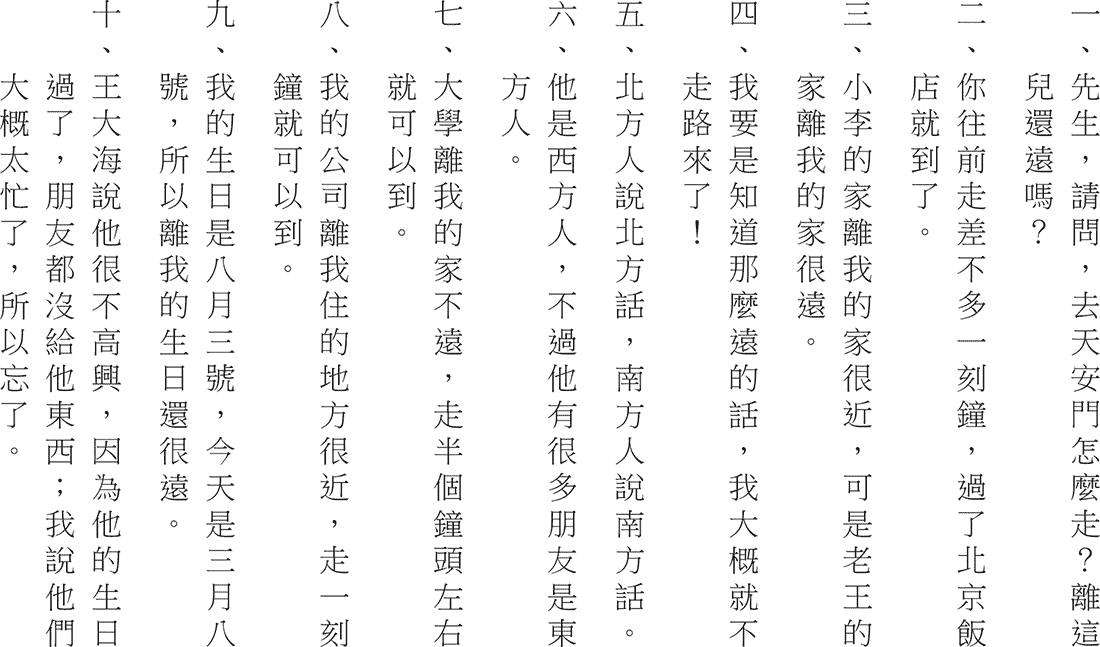 一、先生，請問，去天安門怎麼走？離這
兒還遠嗎？
二、你往前走差不多一刻鐘，過了北京飯
店就到了。
三、小李的家離我的家很近，可是老王的
家離我的家很遠。
四、我要是知道那麼遠的話，我大概就不
走路來了！
五、北方人說北方話，南方人說南方話。
六、他是西方人，不過他有很多朋友是東
方人。
七、大學離我的家不遠，走半個鐘頭左右
就可以到。
八、我的公司離我住的地方很近，走一刻
鐘就可以到。
九、我的生日是八月三號，今天是三月八
號，所以離我的生日還很遠。
十、王大海說他很不高興，因為他的生日
過了，朋友都沒給他東西；我說他們
大概太忙了，所以忘了。